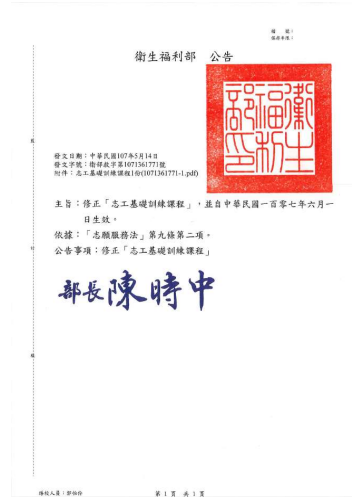 檔　號：
保存年限：
衛生福利部　公告
衛生福利部印
發文日期：中華民國107年5月14日
發文字號：衛部救字第1071361771號
附件：志工基礎訓練課程1份(1071361771-1.pdf)
主旨：修正「志工基礎訓練課程」，並自中華民國一百零七年六月一
日生效。
依據：「志願服務法」第九條第二項。
公告事項：修正「志工基礎訓練課程」
部長陳時中
裝
訂
線
第 1 頁　共 1 頁